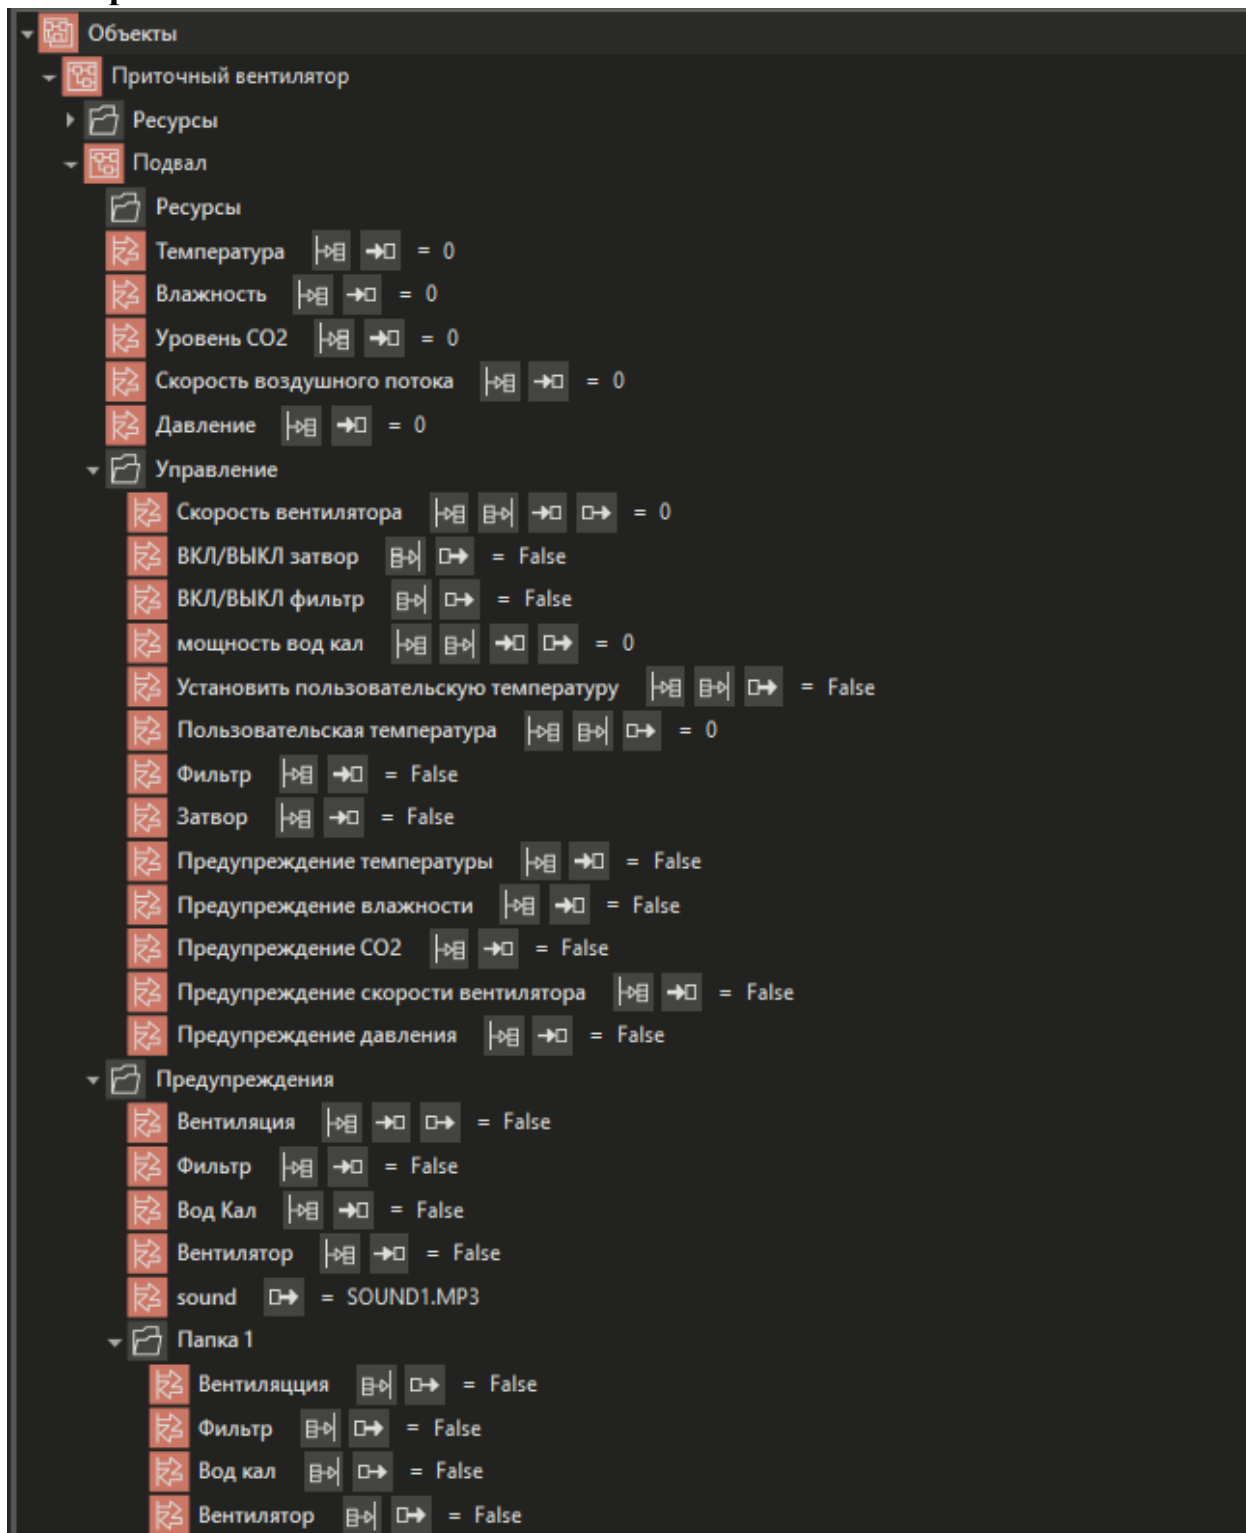 Объекты
Приточный вентилятор
Ресурсы
Подвал
Ресурсы
Температура = 0
Влажность = 0
Уровень CO2 = 0
Скорость воздушного потока = 0
Давление = 0
Управление
Скорость вентилятора = 0
ВКЛ/ВЫКЛ затвор = False
ВКЛ/ВЫКЛ фильтр = False
мощность вод кал = 0
Установить пользовательскую температуру = False
Пользовательская температура = 0
Фильтр = False
Затвор = False
Предупреждение температуры = False
Предупреждение влажности = False
Предупреждение CO2 = False
Предупреждение скорости вентилятора = False
Предупреждение давления = False
Предупреждения
Вентиляция = False
Фильтр = False
Вод Кал = False
Вентилятор = False
sound = SOUND1.MP3
Папка 1
Вентиляцция = False
Фильтр = False
Вод кал = False
Вентилятор = False